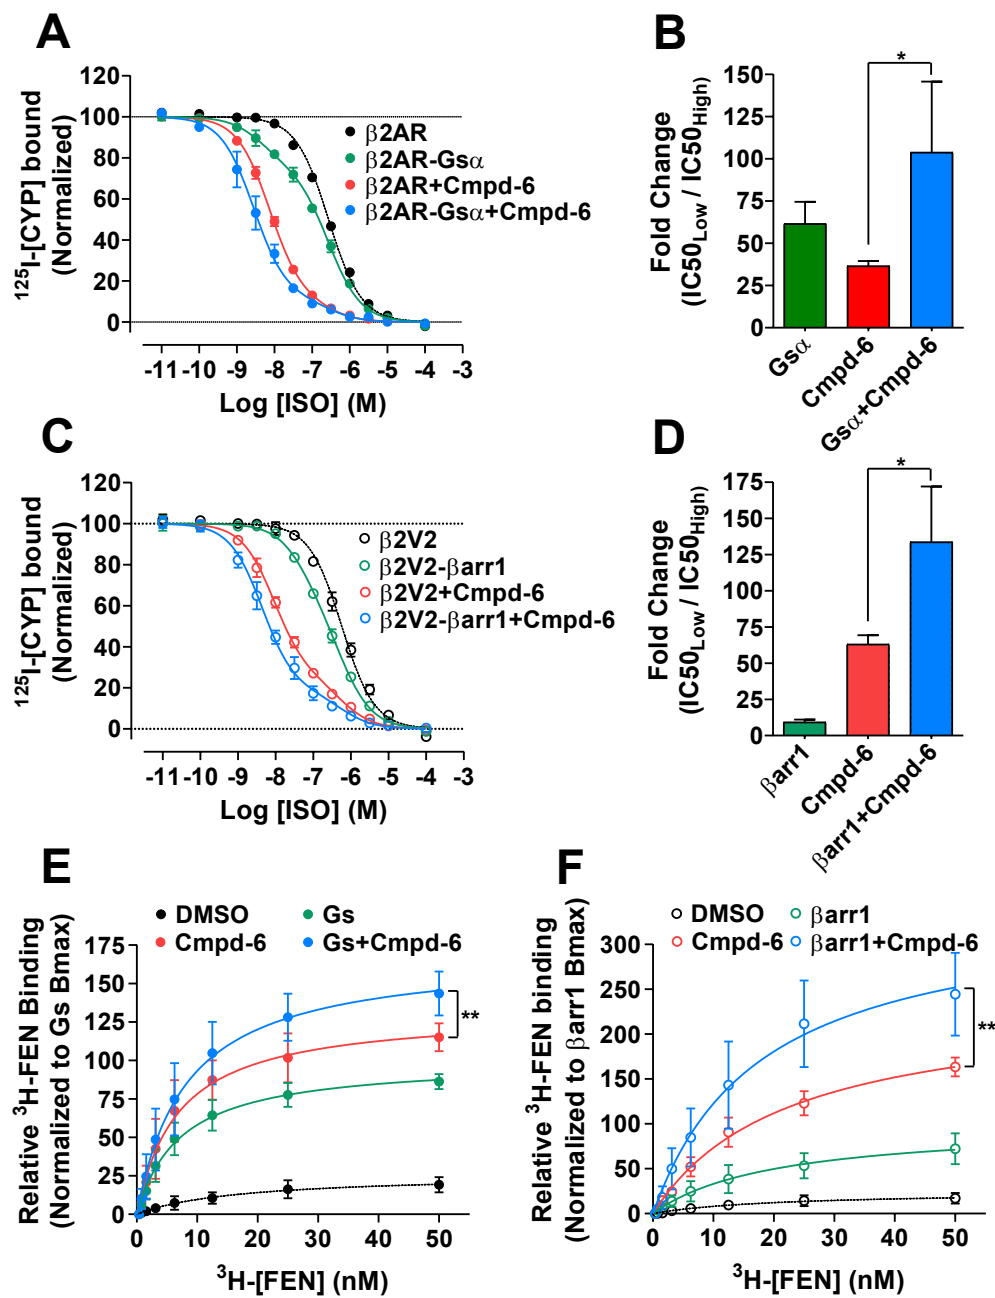 A
120
100
80
60
40
20
0
¹²⁵I-[CYP] bound
(Normalized)
β2AR
β2AR-Gsα
β2AR+Cmpd-6
β2AR-Gsα+Cmpd-6
-11 -10 -9 -8 -7 -6 -5 -4 -3
Log [ISO] (M)
B
150
125
100
75
50
25
0
Fold Change
(IC50Low / IC50High)
*
Gsα
Cmpd-6
Gsα+Cmpd-6
C
120
100
80
60
40
20
0
¹²⁵I-[CYP] bound
(Normalized)
β2V2
β2V2-βarr1
β2V2+Cmpd-6
β2V2-βarr1+Cmpd-6
-11 -10 -9 -8 -7 -6 -5 -4 -3
Log [ISO] (M)
D
175
150
125
100
75
50
25
0
Fold Change
(IC50Low / IC50High)
*
βarr1
Cmpd-6
βarr1+Cmpd-6
E
DMSO Gs
Cmpd-6 Gs+Cmpd-6
175
150
125
100
75
50
25
0
Relative ³H-FEN Binding
(Normalized to Gs Bmax)
**
0 10 20 30 40 50
³H-[FEN] (nM)
F
DMSO βarr1
Cmpd-6 βarr1+Cmpd-6
300
250
200
150
100
50
0
Relative ³H-FEN binding
(Normalized to βarr1 Bmax)
**
0 10 20 30 40 50
³H-[FEN] (nM)